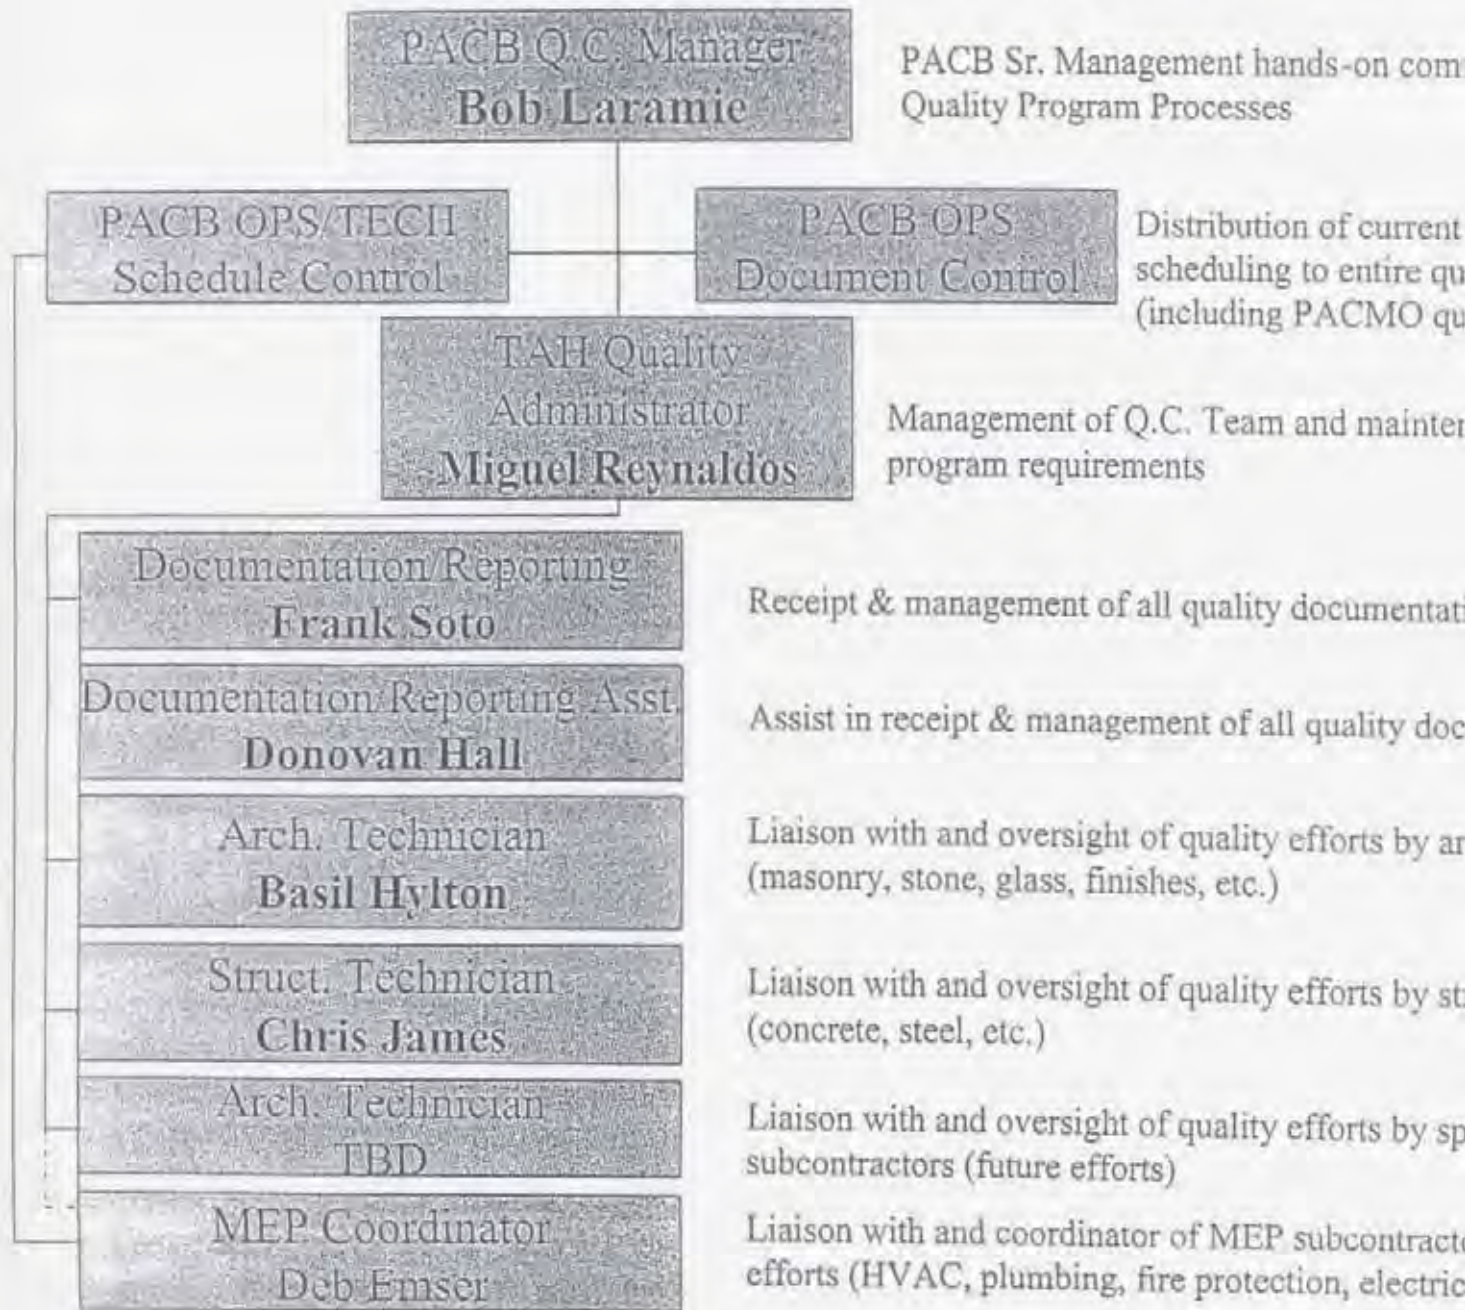 PACB Q.C. Manager
Bob Laramie
PACB Sr. Management hands-on com
Quality Program Processes
PACB OPS/TECH
Schedule Control
PACB OPS
Document Control
Distribution of current
scheduling to entire qu
(including PACMO qu
TAH Quality
Administrator
Miguel Reynaldos
Management of Q.C. Team and mainten
program requirements
Documentation/Reporting
Frank Soto
Receipt & management of all quality documentati
Documentation/Reporting Asst.
Donovan Hall
Assist in receipt & management of all quality doc
Arch. Technician
Basil Hylton
Liaison with and oversight of quality efforts by ar
(masonry, stone, glass, finishes, etc.)
Struct. Technician
Chris James
Liaison with and oversight of quality efforts by st
(concrete, steel, etc.)
Arch. Technician
TBD
Liaison with and oversight of quality efforts by sp
subcontractors (future efforts)
MEP Coordinator
Deb Emser
Liaison with and coordinator of MEP subcontracto
efforts (HVAC, plumbing, fire protection, electric